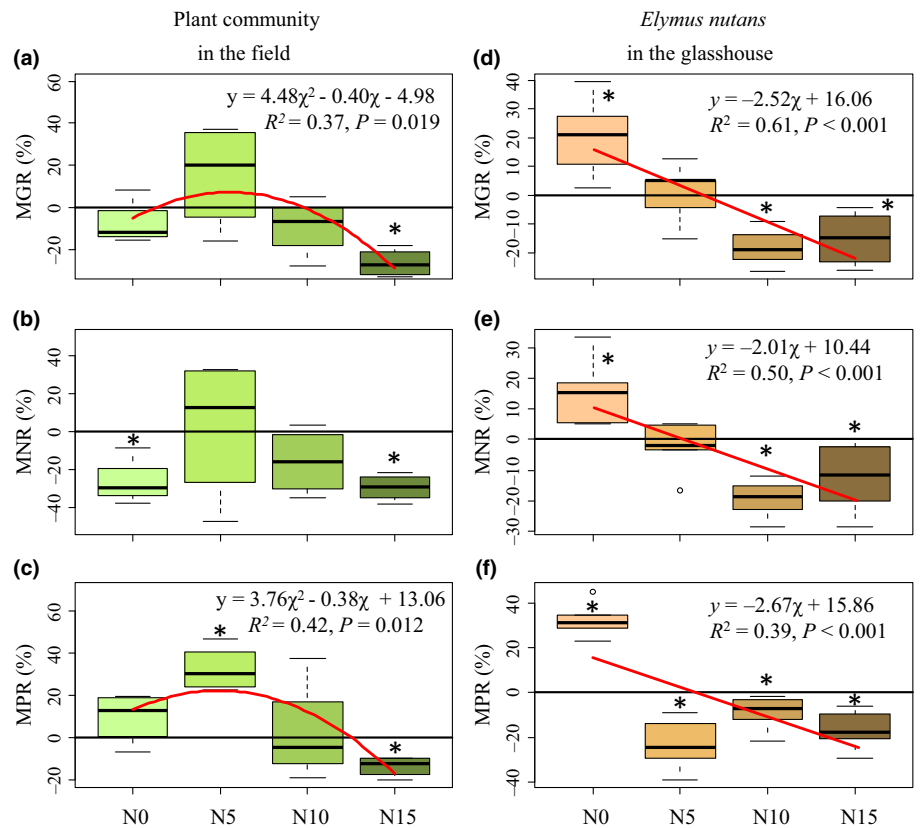 Plant community
in the field
Elymus nutans
in the glasshouse
(a)
MGR (%)
60
40
20
0
−20
y = 4.48χ² - 0.40χ - 4.98
R² = 0.37, P = 0.019
*
(d)
MGR (%)
40
30
20
10
0
−10
−20
y = −2.52χ + 16.06
R² = 0.61, P < 0.001
*
*
*
(b)
MNR (%)
40
20
0
−20
−40
*
*
(e)
MNR (%)
30
20
10
0
−10
−20
−30
y = −2.01χ + 10.44
R² = 0.50, P < 0.001
*
*
*
(c)
MPR (%)
60
40
20
0
−20
y = 3.76χ² - 0.38χ + 13.06
R² = 0.42, P = 0.012
*
*
N0 N5 N10 N15
(f)
MPR (%)
40
20
0
−20
−40
y = −2.67χ + 15.86
R² = 0.39, P < 0.001
*
*
*
*
N0 N5 N10 N15